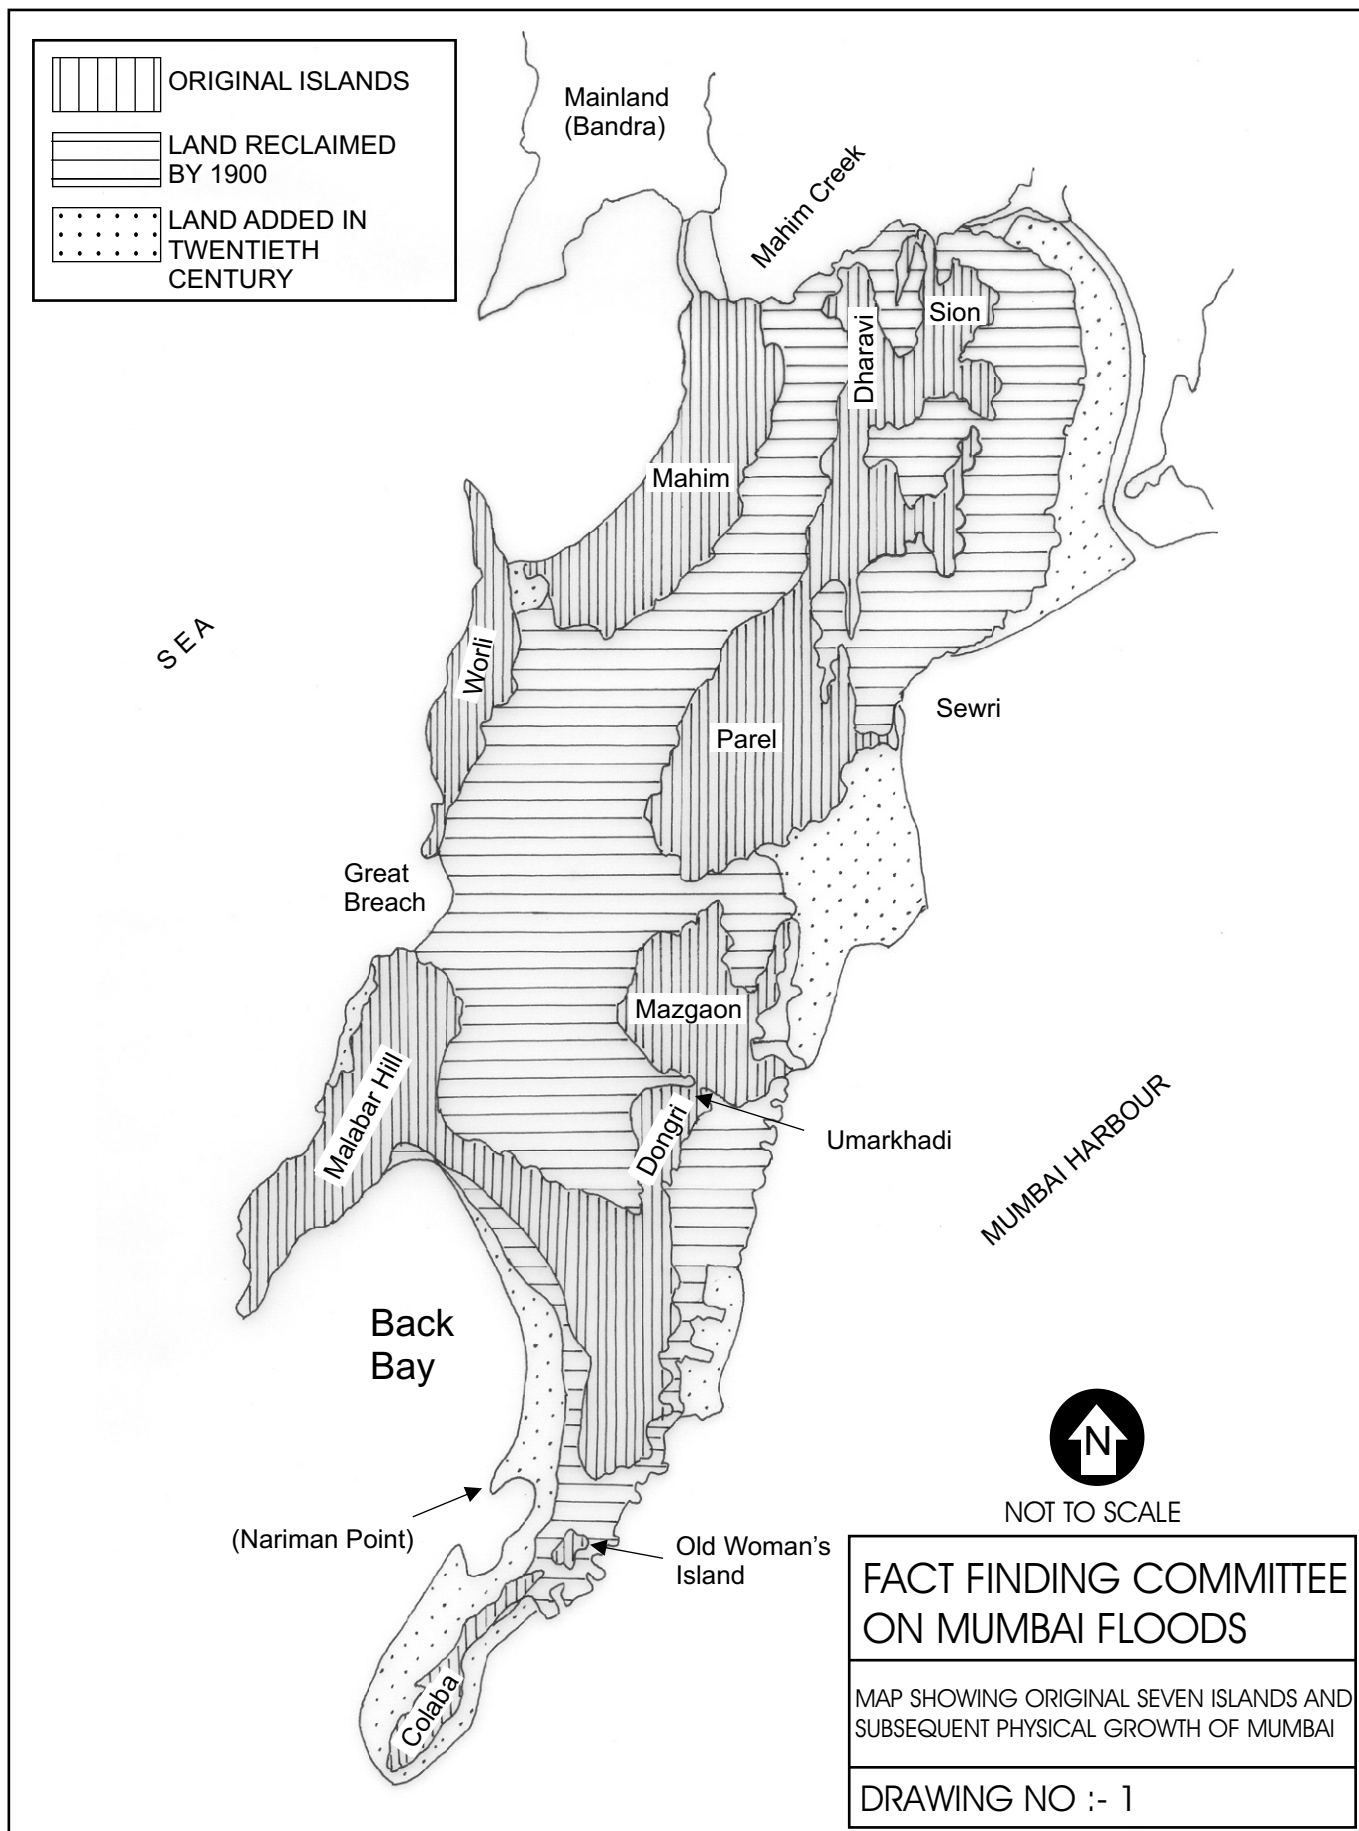 ORIGINAL ISLANDS
LAND RECLAIMED
BY 1900
LAND ADDED IN
TWENTIETH
CENTURY
Mainland
(Bandra)
Mahim Creek
Sion
Dharavi
Mahim
SEA
Worli
Sewri
Parel
Great
Breach
Mazgaon
Malabar Hill
Dongri
Umarkhadi
MUMBAI HARBOUR
Back
Bay
N
NOT TO SCALE
(Nariman Point)
Old Woman's
Island
Colaba
FACT FINDING COMMITTEE
ON MUMBAI FLOODS
MAP SHOWING ORIGINAL SEVEN ISLANDS AND
SUBSEQUENT PHYSICAL GROWTH OF MUMBAI
DRAWING NO :- 1